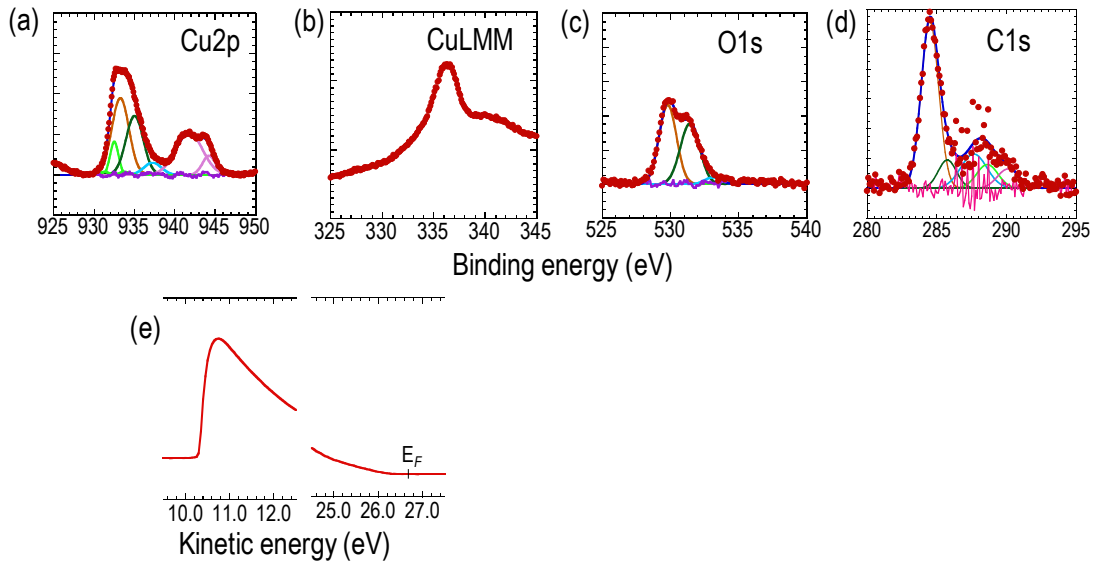 (a) Cu2p
925 930 935 940 945 950
(b) CuLMM
325 330 335 340 345
(c) O1s
525 530 535 540
(d) C1s
280 285 290 295
Binding energy (eV)
(e)
E_F
10.0 11.0 12.0 25.0 26.0 27.0
Kinetic energy (eV)